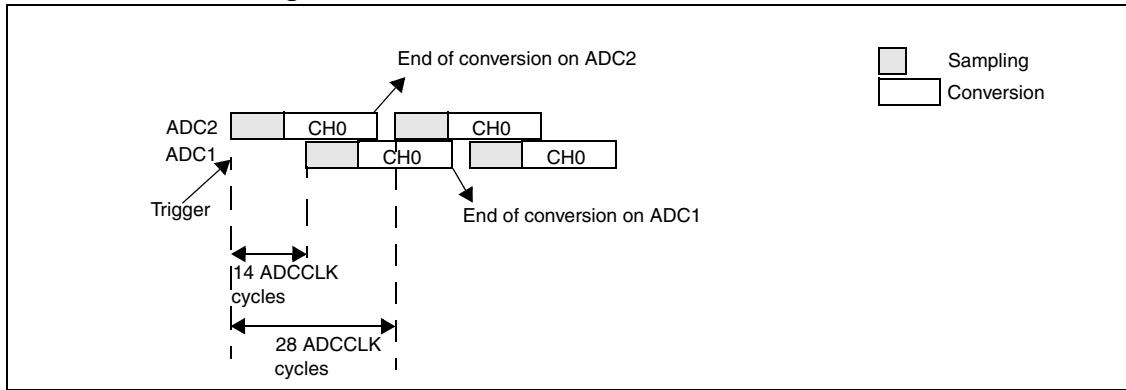 End of conversion on ADC2
Sampling
Conversion
ADC2
CH0
CH0
ADC1
CH0
CH0
Trigger
End of conversion on ADC1
14 ADCCLK
cycles
28 ADCCLK
cycles